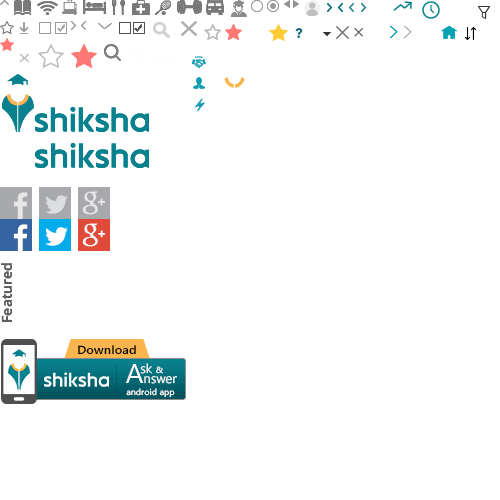 ?
shiksha
shiksha
f
f
g+
g+
Featured
Download
shiksha
Ask &
Answer
android app